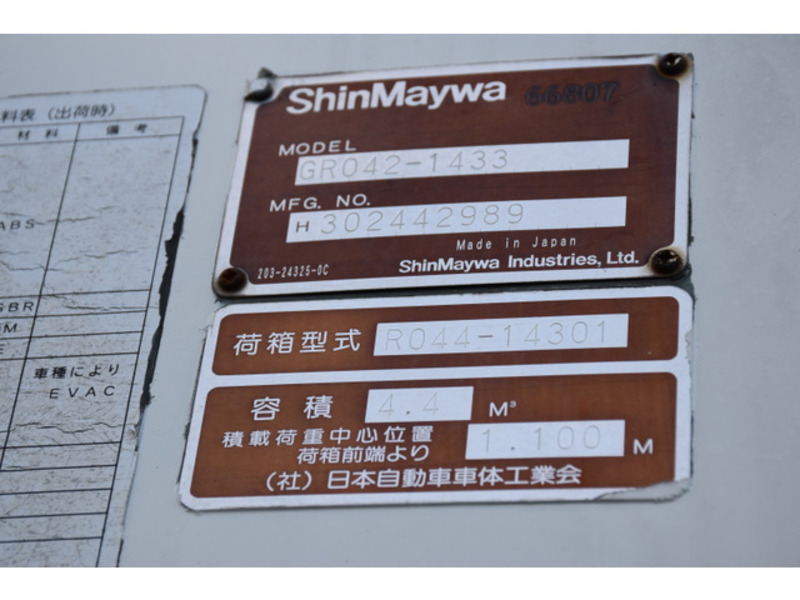 料表（出荷時）
材 料 備 考
ABS
SBR
車種により
EVAC
ShinMaywa 66807
MODEL
GR042-1433
MFG. NO.
H 302442989
Made in Japan
203-24325-0C ShinMaywa Industries, Ltd.
荷箱型式 R044-14301
容 積 4.4 M³
積載荷重中心位置
荷箱前端より 1.100 M
（社）日本自動車車体工業会